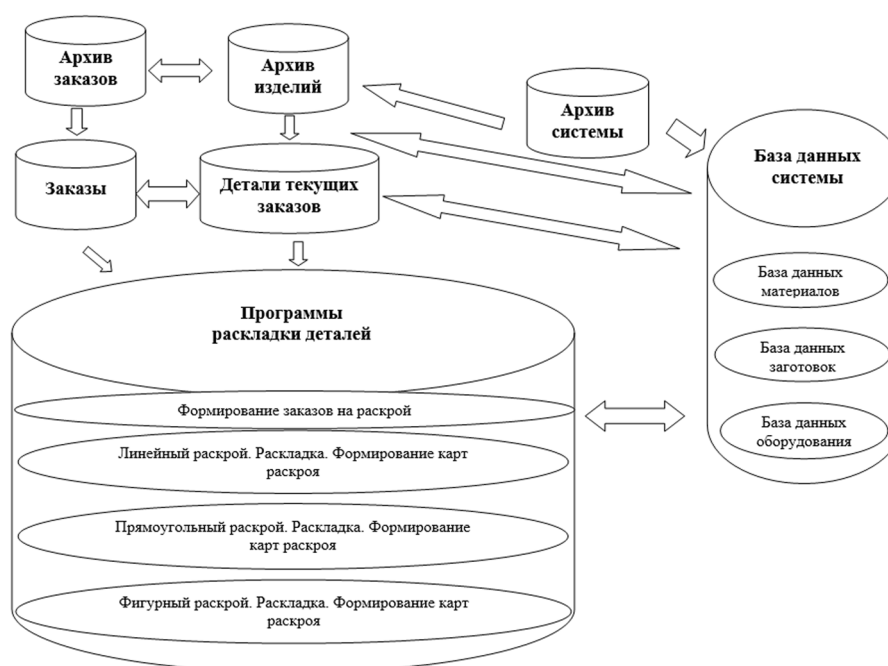 Архив
заказов
Архив
изделий
Архив
системы
База данных
системы
Заказы
Детали текущих
заказов
База данных
материалов
База данных
заготовок
База данных
оборудования
Программы
раскладки деталей
Формирование заказов на раскрой
Линейный раскрой. Раскладка. Формирование карт
раскроя
Прямоугольный раскрой. Раскладка. Формирование
карт раскроя
Фигурный раскрой. Раскладка. Формирование карт
раскроя